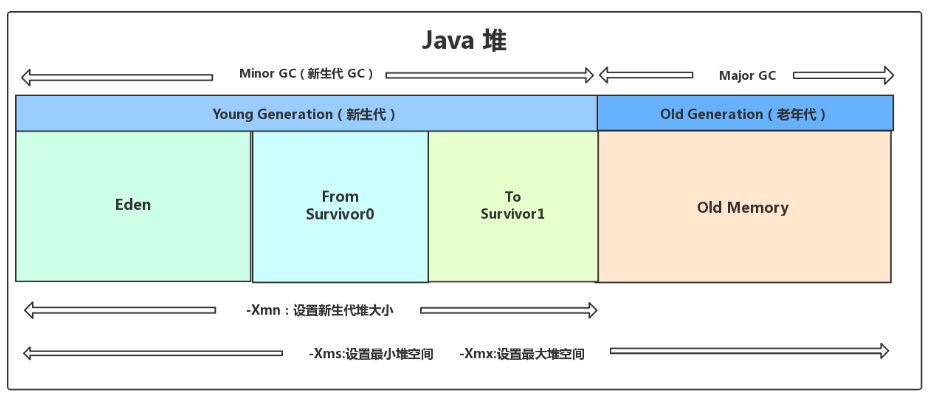 Java 堆
Minor GC（新生代 GC）
Major GC
Young Generation（新生代）
Old Generation（老年代）
Eden
From
Survivor0
To
Survivor1
Old Memory
-Xmn：设置新生代堆大小
-Xms:设置最小堆空间
-Xmx:设置最大堆空间